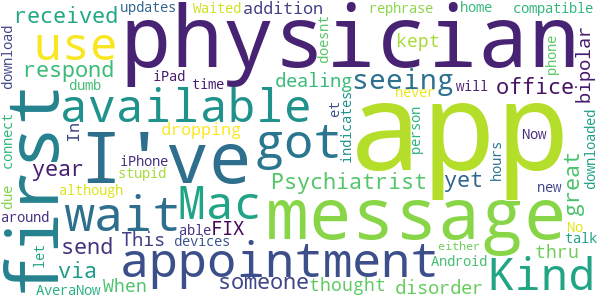 updates Waited addition rephrase home compatible
received physician
download use iPad time doesnt kept phone office bipolar
respond dumb dealing seeing
first available got app will
In dropping indicates et never person downloaded
connect year I've Psychiatrist yet hours Now great
due iPhone stupid although
wait Mac message Kind
around send This able FIX someone thought disorder either new No thru
let via appointment devices Android talk
AveraNow When